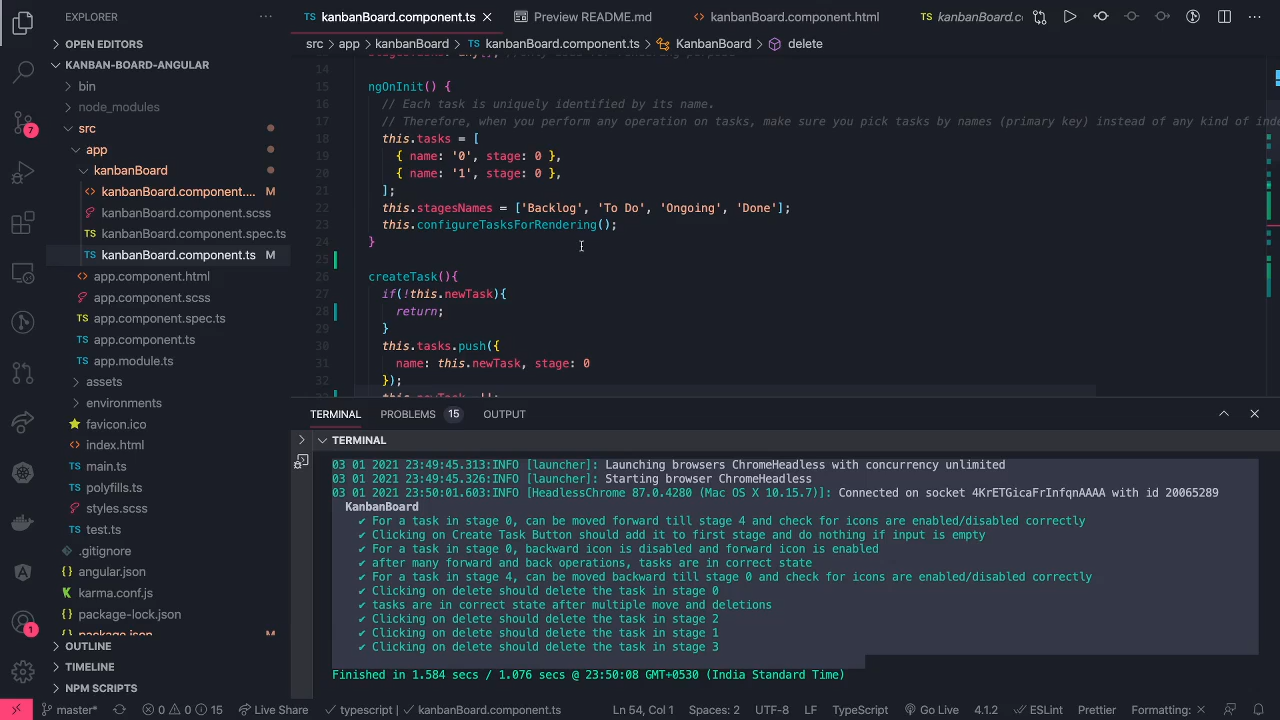 EXPLORER
OPEN EDITORS
KANBAN-BOARD-ANGULAR
bin
node_modules
src
app
kanbanBoard
kanbanBoard.component.... M
kanbanBoard.component.scss
kanbanBoard.component.spec.ts
TS kanbanBoard.component.ts M
app.component.html
app.component.scss
TS app.component.spec.ts
TS app.component.ts
TS app.module.ts
assets
environments
favicon.ico
index.html
TS main.ts
TS polyfills.ts
styles.scss
TS test.ts
.gitignore
{} angular.json
karma.conf.js
{} package-lock.json
{} package.json M
OUTLINE
TIMELINE
NPM SCRIPTS
7
1
TS kanbanBoard.component.ts
Preview README.md
kanbanBoard.component.html
TS kanbanBoard.c
src > app > kanbanBoard > TS kanbanBoard.component.ts > KanbanBoard > delete
14
15 ngOnInit() {
16 // Each task is uniquely identified by its name.
17 // Therefore, when you perform any operation on tasks, make sure you pick tasks by names (primary key) instead of any kind of inde
18 this.tasks = [
19 { name: '0', stage: 0 },
20 { name: '1', stage: 0 },
21 ];
22 this.stagesNames = ['Backlog', 'To Do', 'Ongoing', 'Done'];
23 this.configureTasksForRendering();
24 }
25
26 createTask(){
27 if(!this.newTask){
28 return;
29 }
30 this.tasks.push({
31 name: this.newTask, stage: 0
32 });
TERMINAL
PROBLEMS 15
OUTPUT
TERMINAL
03 01 2021 23:49:45.313:INFO [launcher]: Launching browsers ChromeHeadless with concurrency unlimited
03 01 2021 23:49:45.326:INFO [launcher]: Starting browser ChromeHeadless
03 01 2021 23:50:01.603:INFO [HeadlessChrome 87.0.4280 (Mac OS X 10.15.7)]: Connected on socket 4KrETGicaFrInfqnAAAA with id 20065289
KanbanBoard
✔ For a task in stage 0, can be moved forward till stage 4 and check for icons are enabled/disabled correctly
✔ Clicking on Create Task Button should add it to first stage and do nothing if input is empty
✔ For a task in stage 0, backward icon is disabled and forward icon is enabled
✔ after many forward and back operations, tasks are in correct state
✔ For a task in stage 4, can be moved backward till stage 0 and check for icons are enabled/disabled correctly
✔ Clicking on delete should delete the task in stage 0
✔ tasks are in correct state after multiple move and deletions
✔ Clicking on delete should delete the task in stage 2
✔ Clicking on delete should delete the task in stage 1
✔ Clicking on delete should delete the task in stage 3
Finished in 1.584 secs / 1.076 secs @ 23:50:08 GMT+0530 (India Standard Time)
master* 0 0 15 Live Share ✓ typescript | ✓ kanbanBoard.component.ts Ln 54, Col 1 Spaces: 2 UTF-8 LF TypeScript Go Live 4.1.2 ESLint Prettier Formatting: ×